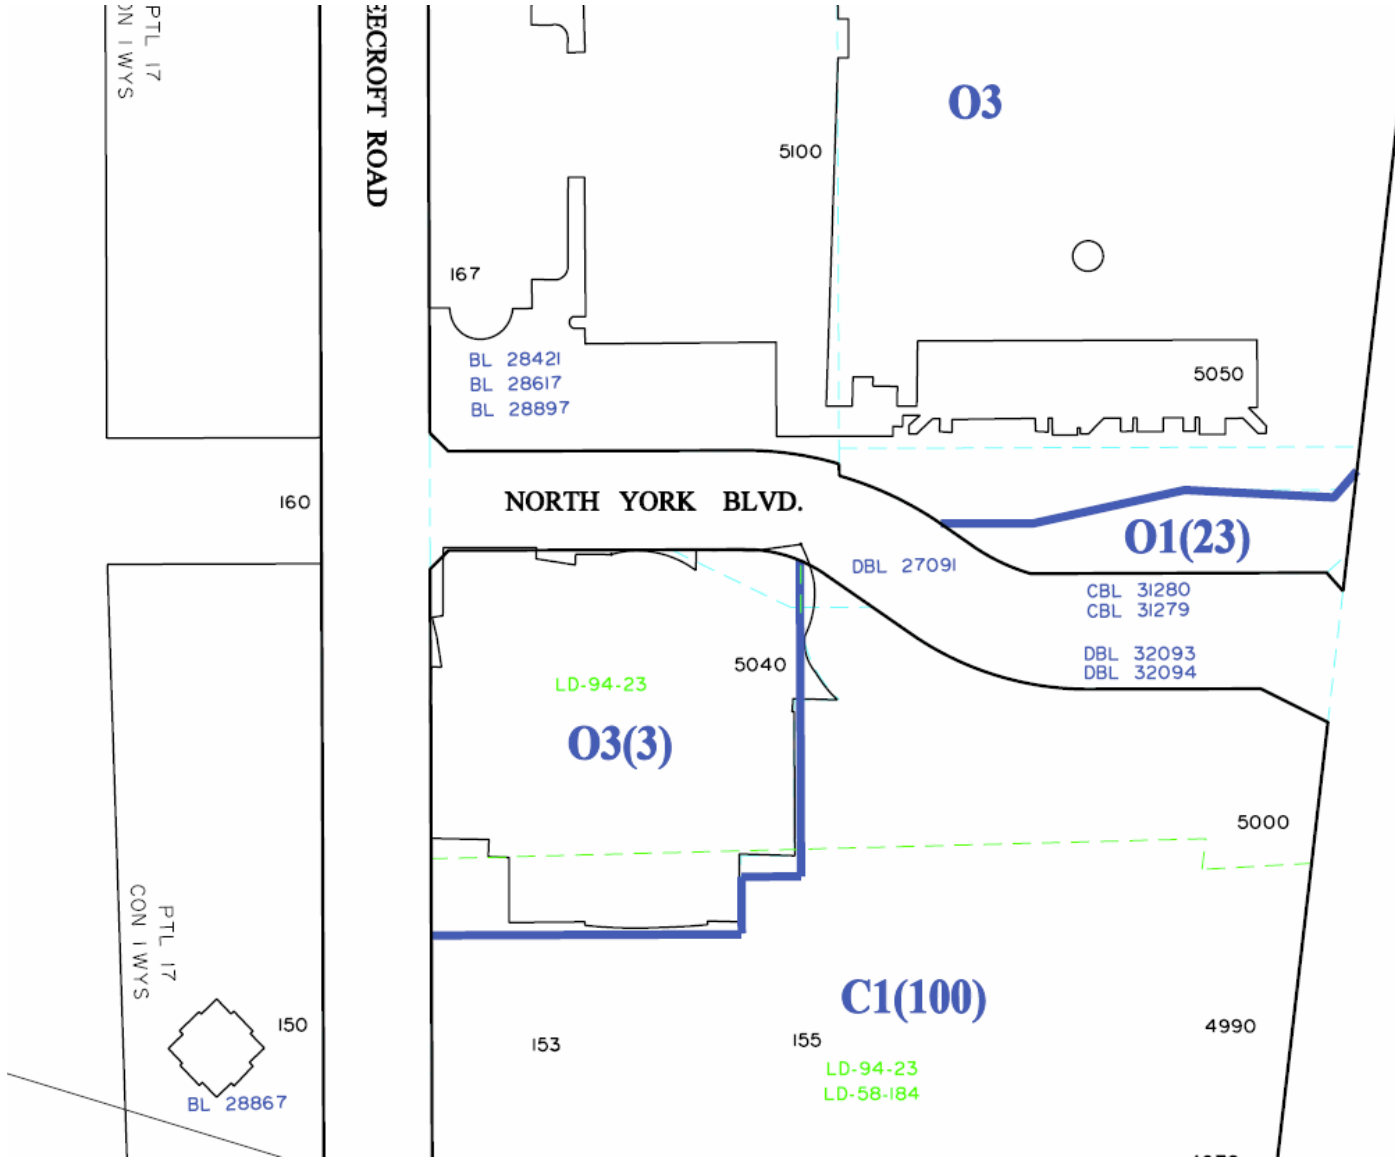 PTL 17
CON 1 WYS
EECROFT ROAD
O3
5100
167
BL 28421
BL 28617
BL 28897
5050
160
NORTH YORK BLVD.
O1(23)
DBL 27091
CBL 31280
CBL 31279
DBL 32093
DBL 32094
5040
LD-94-23
O3(3)
5000
PTL 17
CON 1 WYS
C1(100)
150
153
155
4990
LD-94-23
LD-58-184
BL 28867